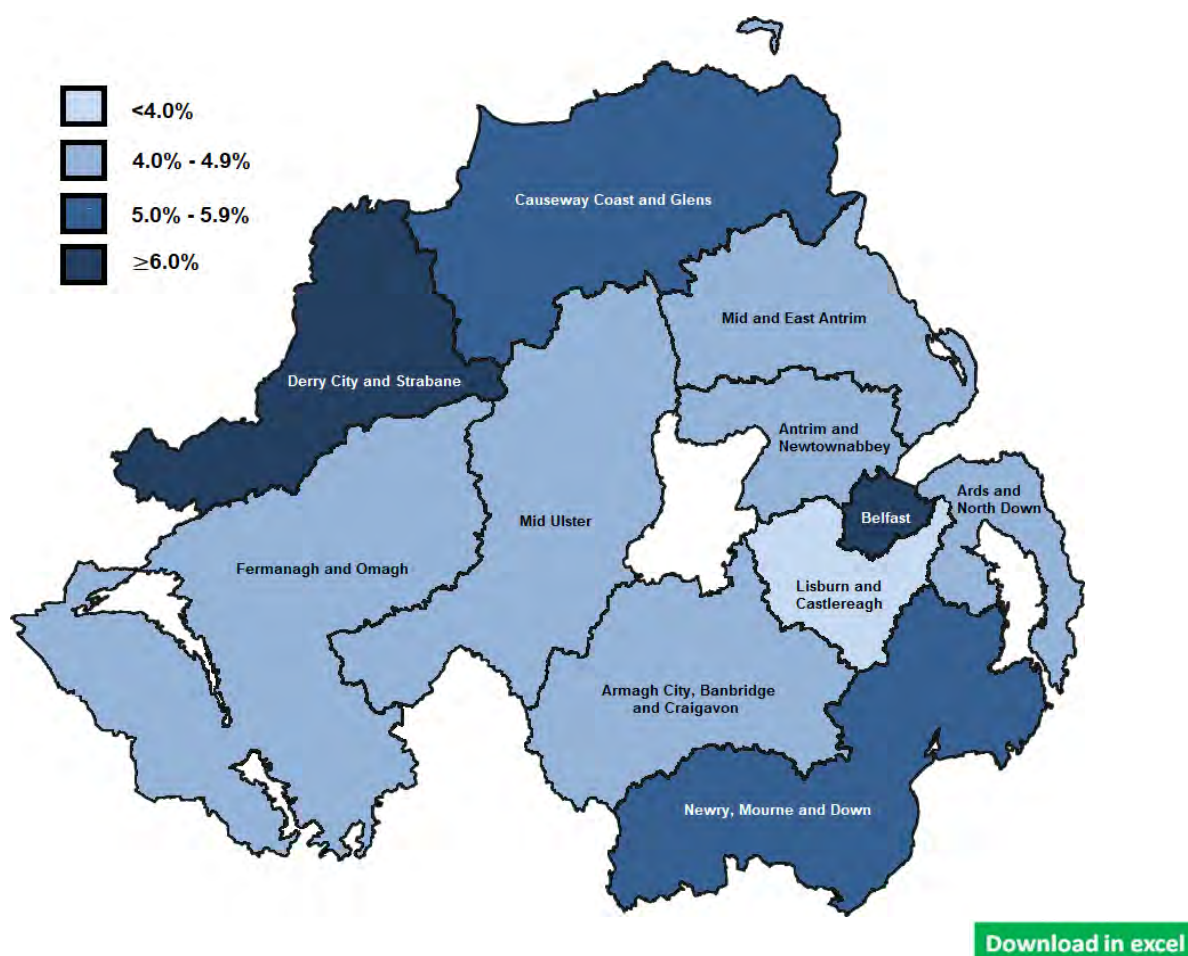 <4.0%
4.0% - 4.9%
5.0% - 5.9%
≥6.0%
Causeway Coast and Glens
Mid and East Antrim
Derry City and Strabane
Antrim and
Newtownabbey
Ards and
North Down
Belfast
Mid Ulster
Fermanagh and Omagh
Lisburn and
Castlereagh
Armagh City, Banbridge
and Craigavon
Newry, Mourne and Down
Download in excel